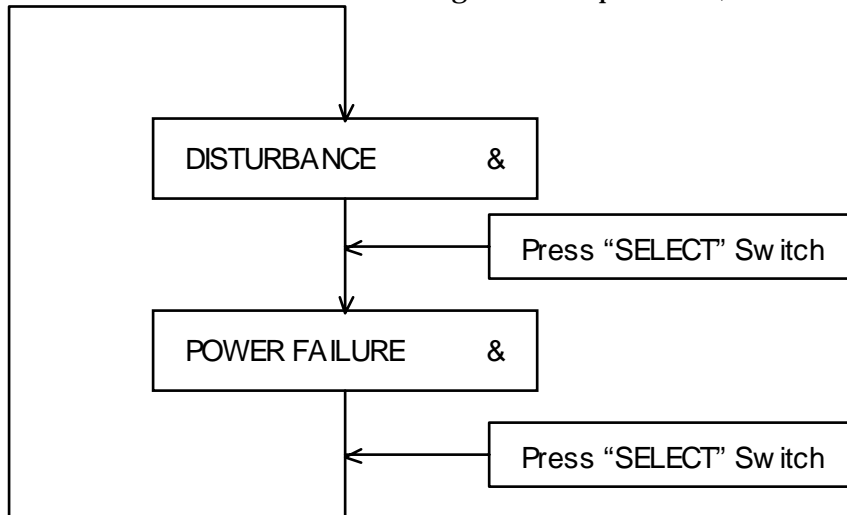 DISTURBANCE &
Press “SELECT” Switch
POWER FAILURE &
Press “SELECT” Switch